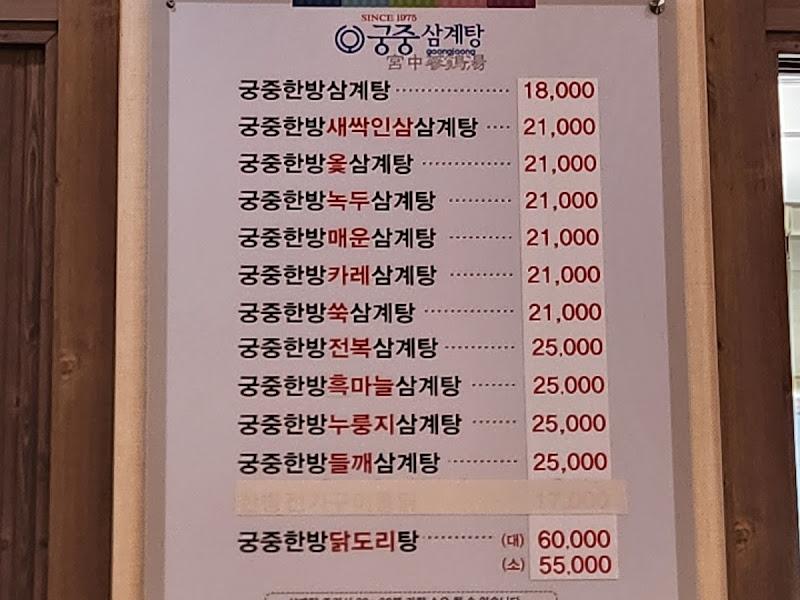 SINCE 1975
궁중 삼계탕
goongjoong
宮中蔘鷄湯
궁중한방삼계탕 18,000
궁중한방새싹인삼삼계탕 21,000
궁중한방옻삼계탕 21,000
궁중한방녹두삼계탕 21,000
궁중한방매운삼계탕 21,000
궁중한방카레삼계탕 21,000
궁중한방쑥삼계탕 21,000
궁중한방전복삼계탕 25,000
궁중한방흑마늘삼계탕 25,000
궁중한방누룽지삼계탕 25,000
궁중한방들깨삼계탕 25,000
17,000
궁중한방닭도리탕 (대) 60,000
(소) 55,000